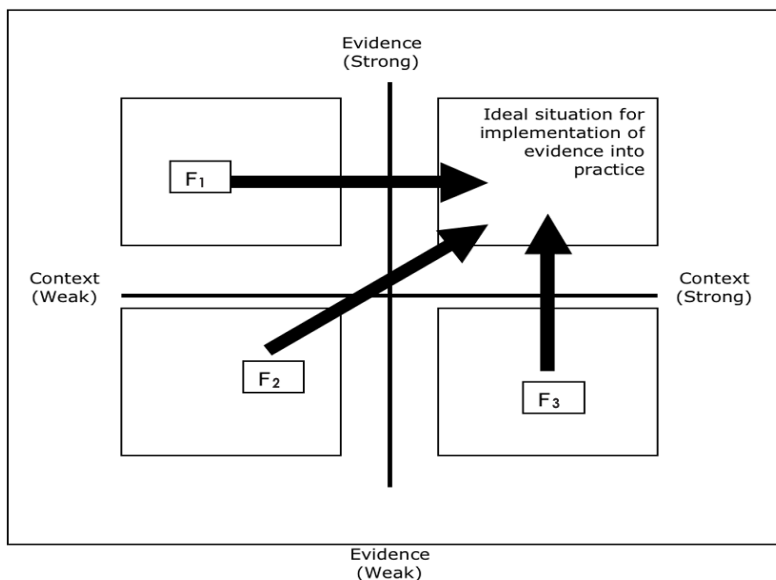 Evidence
(Strong)
Ideal situation for
implementation of
evidence into
practice
F₁
Context
(Weak)
Context
(Strong)
F₂
F₃
Evidence
(Weak)